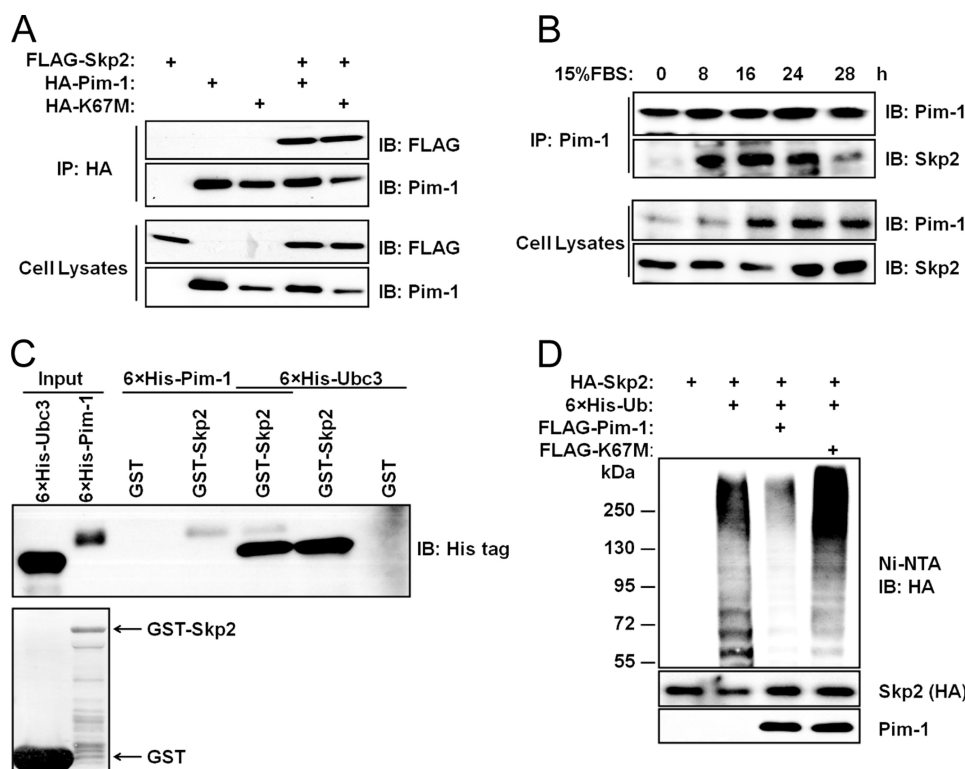 A
FLAG-Skp2: + + +
HA-Pim-1: + +
HA-K67M: + +
IP: HA
IB: FLAG
IB: Pim-1
Cell Lysates
IB: FLAG
IB: Pim-1
B
15%FBS: 0 8 16 24 28 h
IP: Pim-1
IB: Pim-1
IB: Skp2
Cell Lysates
IB: Pim-1
IB: Skp2
C
Input 6×His-Pim-1 6×His-Ubc3
6×His-Ubc3
6×His-Pim-1
GST
GST-Skp2
GST-Skp2
GST-Skp2
GST
IB: His tag
GST-Skp2
GST
D
HA-Skp2: + + + +
6×His-Ub: + + +
FLAG-Pim-1: +
FLAG-K67M: +
kDa
250
130
95
72
55
Ni-NTA
IB: HA
Skp2 (HA)
Pim-1